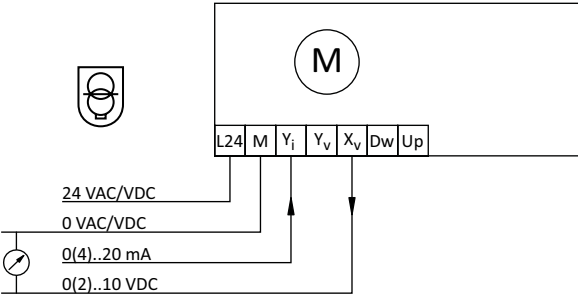 M
L24 M Yi Yv Xv Dw Up
24 VAC/VDC
0 VAC/VDC
0(4)..20 mA
0(2)..10 VDC